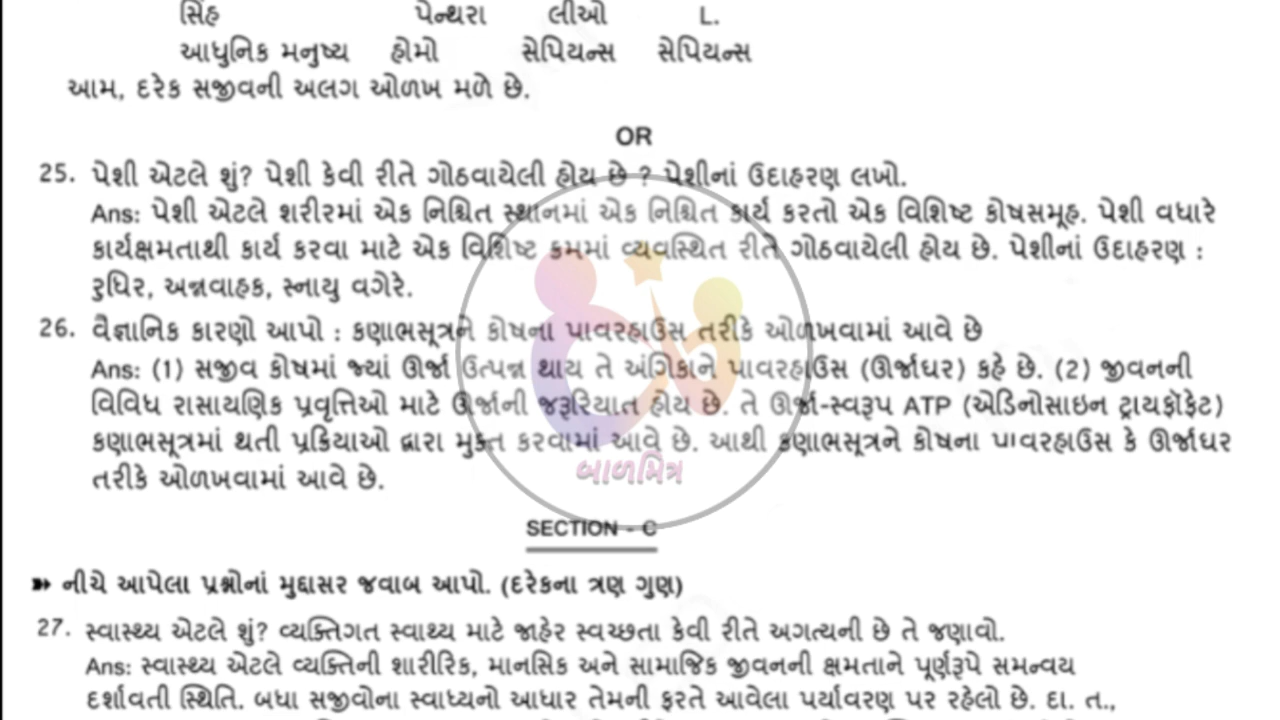 સિંહ પેન્થરા લીઓ L.
આધુનિક મનુષ્ય હોમો સેપિયન્સ સેપિયન્સ
આમ, દરેક સજીવની અલગ ઓળખ મળે છે.
OR
25. પેશી એટલે શું? પેશી કેવી રીતે ગોઠવાયેલી હોય છે ? પેશીનાં ઉદાહરણ લખો.
Ans: પેશી એટલે શરીરમાં એક નિશ્ચિત સ્થાનમાં એક નિશ્ચિત કાર્ય કરતો એક વિશિષ્ટ કોષસમૂહ. પેશી વધારે
કાર્યક્ષમતાથી કાર્ય કરવા માટે એક વિશિષ્ટ ક્રમમાં વ્યવસ્થિત રીતે ગોઠવાયેલી હોય છે. પેશીનાં ઉદાહરણ :
રુધિર, અન્નવાહક, સ્નાયુ વગેરે.
26. વૈજ્ઞાનિક કારણો આપો : કણાભસૂત્રને કોષના પાવરહાઉસ તરીકે ઓળખવામાં આવે છે
Ans: (1) સજીવ કોષમાં જ્યાં ઊર્જા ઉત્પન્ન થાય તે અંગિકાને પાવરહાઉસ (ઊર્જાઘર) કહે છે. (2) જીવનની
વિવિધ રાસાયણિક પ્રવૃત્તિઓ માટે ઊર્જાની જરૂરિયાત હોય છે. તે ઊર્જા-સ્વરૂપ ATP (એડિનોસાઇન ટ્રાયફૉફેટ)
કણાભસૂત્રમાં થતી પ્રક્રિયાઓ દ્વારા મુક્ત કરવામાં આવે છે. આથી કણાભસૂત્રને કોષના પાવરહાઉસ કે ઊર્જાઘર
તરીકે ઓળખવામાં આવે છે.
બાળમિત્ર
SECTION - C
➽ નીચે આપેલા પ્રશ્નોનાં મુદ્દાસર જવાબ આપો. (દરેકના ત્રણ ગુણ)
27. સ્વાસ્થ્ય એટલે શું? વ્યક્તિગત સ્વાથ્ય માટે જાહેર સ્વચ્છતા કેવી રીતે અગત્યની છે તે જણાવો.
Ans: સ્વાસ્થ્ય એટલે વ્યક્તિની શારીરિક, માનસિક અને સામાજિક જીવનની ક્ષમતાને પૂર્ણરૂપે સમન્વય
દર્શાવતી સ્થિતિ. બધા સજીવોના સ્વાધ્યનો આધાર તેમની ફરતે આવેલા પર્યાવરણ પર રહેલો છે. દા. ત.,